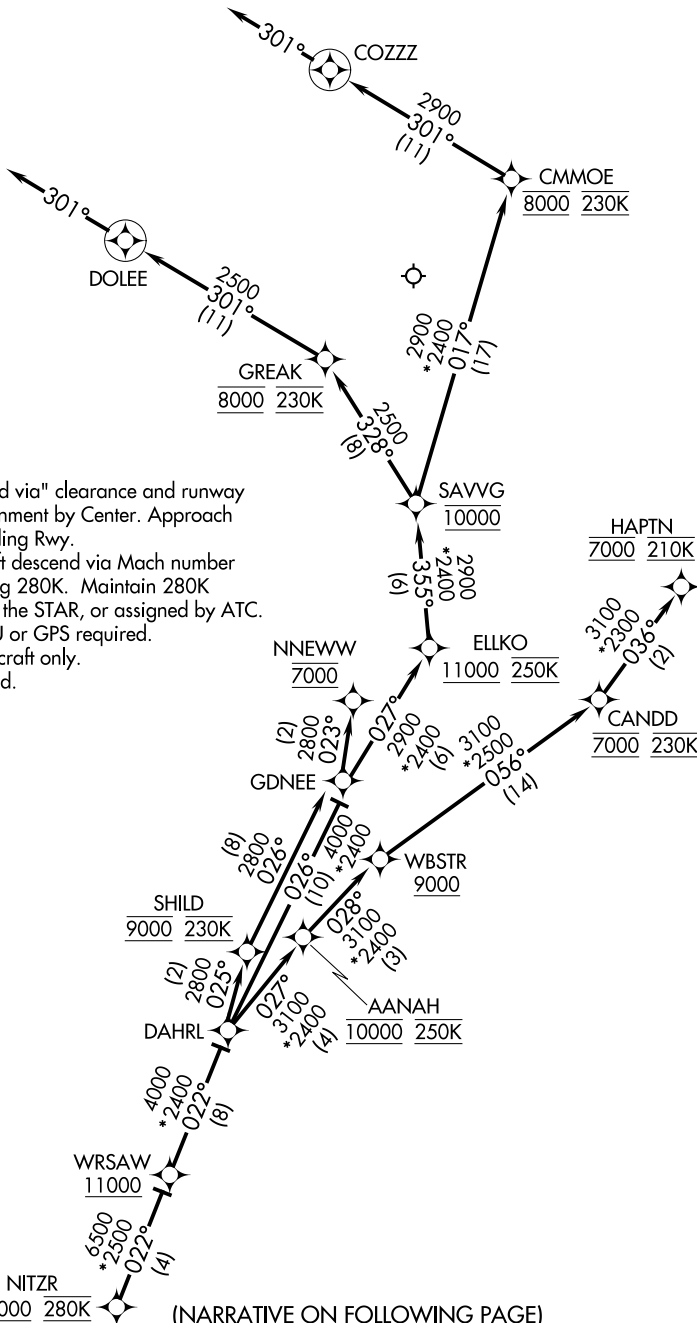 301°
COZZZ
2900
301°
(11)
CMMOE
8000 230K
301°
DOLEE
2500
301°
(11)
GREAK
8000 230K
2900
*2400
017°
(17)
2500
328°
(8)
SAVVG
10000
HAPTN
7000 210K
d via" clearance and runway
nment by Center. Approach
ling Rwy.
ft descend via Mach number
g 280K. Maintain 280K
the STAR, or assigned by ATC.
J or GPS required.
craft only.
d.
2900
*2400
355°
(6)
3100
*2300
036°
(2)
NNEWW
7000
ELLKO
11000 250K
CANDD
7000 230K
(2)
2800
023°
027°
2900
*2400
(6)
3100
*2500
056°
(14)
GDNEE
(8)
2800
026°
4000
*2400
026°
(10)
WBSTR
9000
SHILD
9000 230K
028°
3100
*2400
(3)
(2)
2800
025°
027°
3100
*2400
(4)
AANAH
10000 250K
DAHRL
4000
*2400
022°
(8)
WRSAW
11000
6500
*2500
022°
(4)
NITZR
000 280K
(NARRATIVE ON FOLLOWING PAGE)